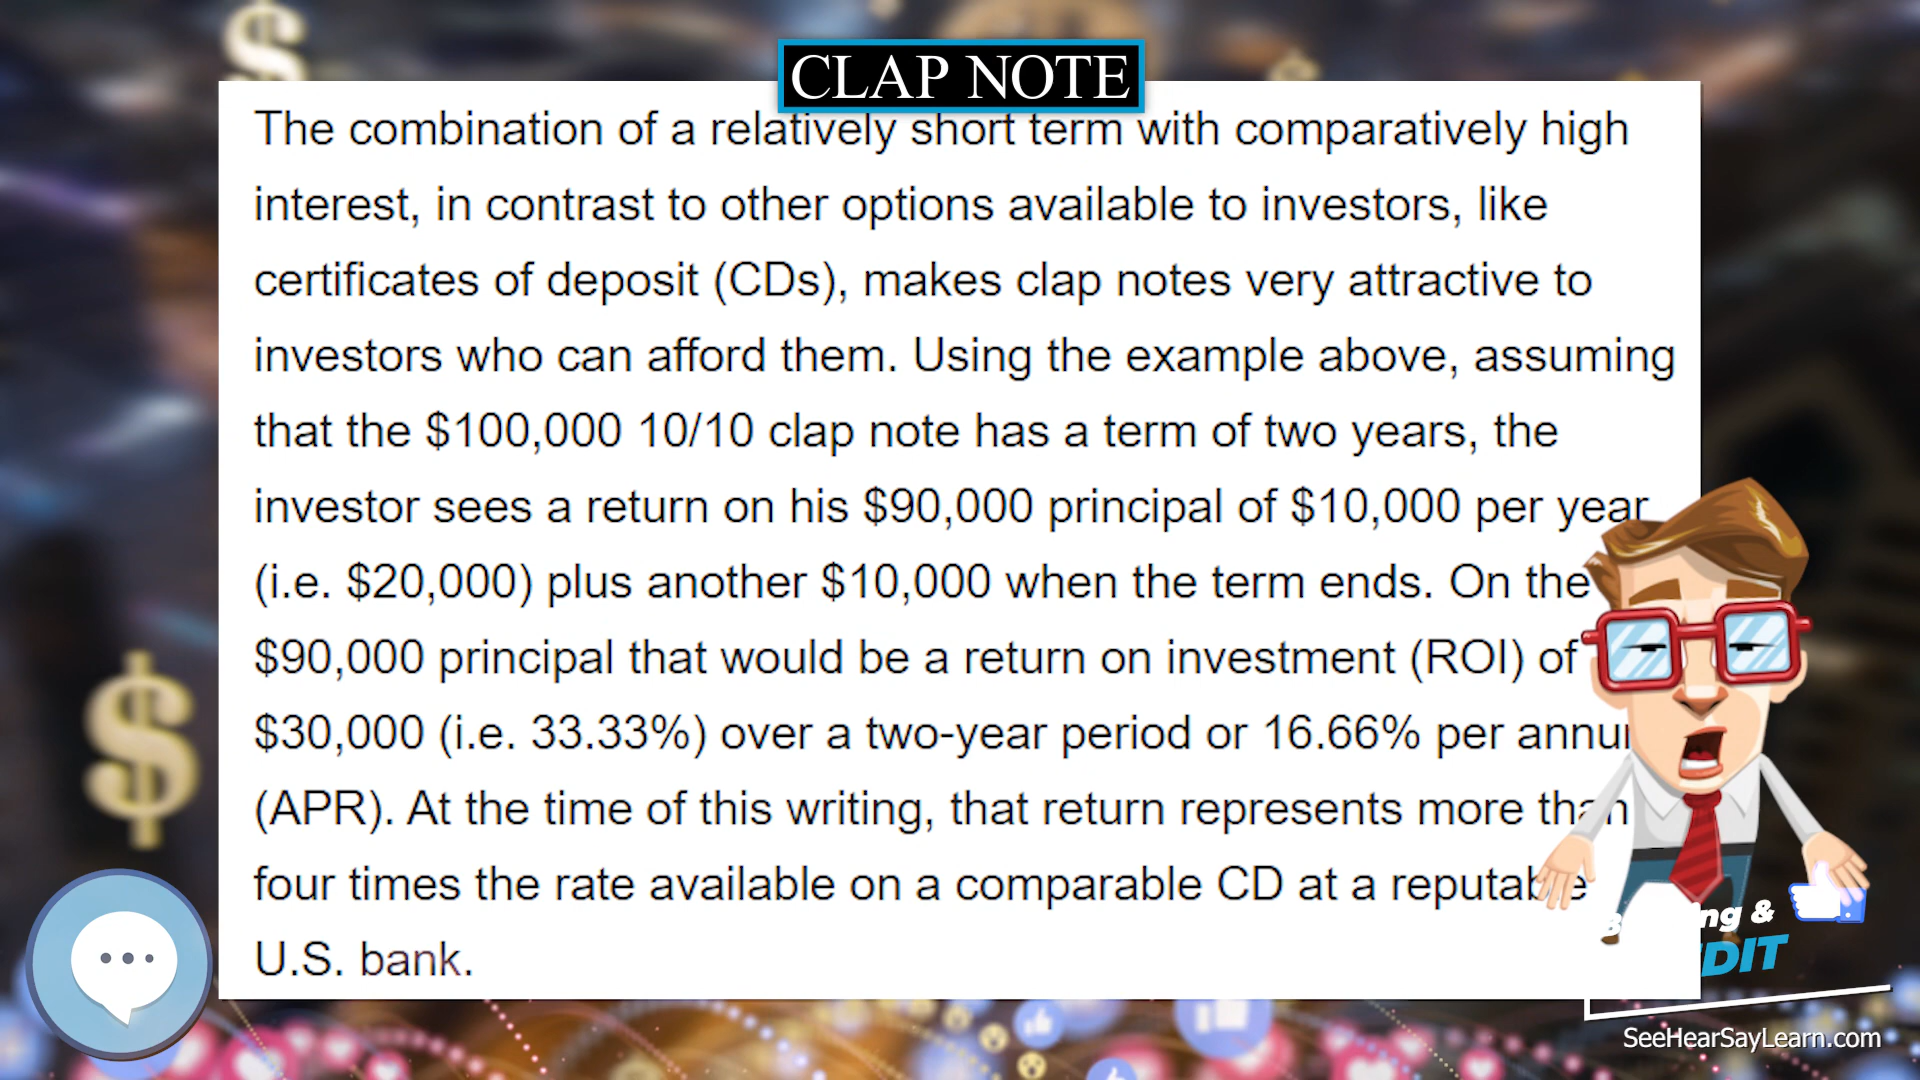 CLAP NOTE
The combination of a relatively short term with comparatively high
interest, in contrast to other options available to investors, like
certificates of deposit (CDs), makes clap notes very attractive to
investors who can afford them. Using the example above, assuming
that the $100,000 10/10 clap note has a term of two years, the
investor sees a return on his $90,000 principal of $10,000 per year
(i.e. $20,000) plus another $10,000 when the term ends. On the
$90,000 principal that would be a return on investment (ROI) of
$30,000 (i.e. 33.33%) over a two-year period or 16.66% per
(APR). At the time of this writing, that return represents more than
four times the rate available on a comparable CD at a reputable
U.S. bank.
&
SeeHearSayLearn.com